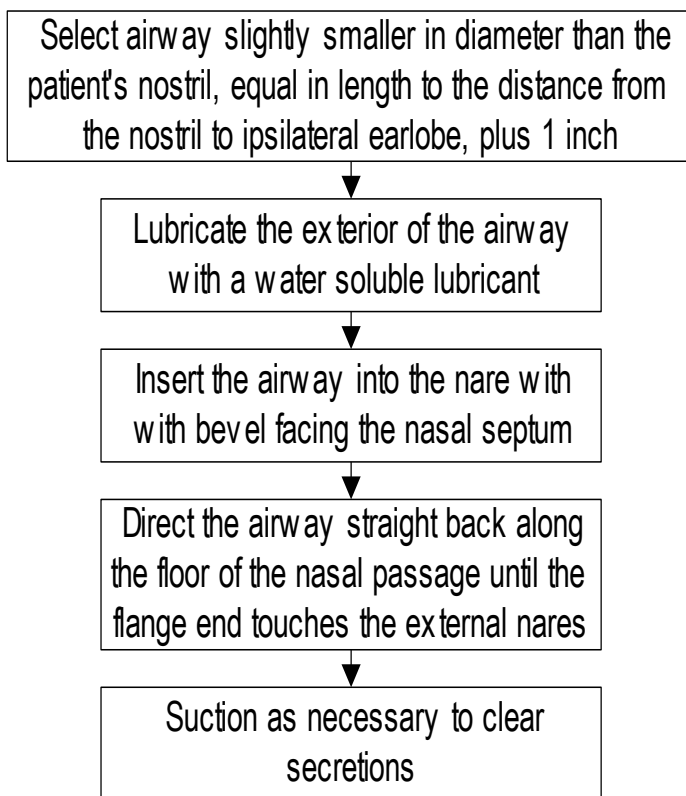 Select airway slightly smaller in diameter than the
patient's nostril, equal in length to the distance from
the nostril to ipsilateral earlobe, plus 1 inch
Lubricate the exterior of the airway
with a water soluble lubricant
Insert the airway into the nare with
with bevel facing the nasal septum
Direct the airway straight back along
the floor of the nasal passage until the
flange end touches the external nares
Suction as necessary to clear
secretions